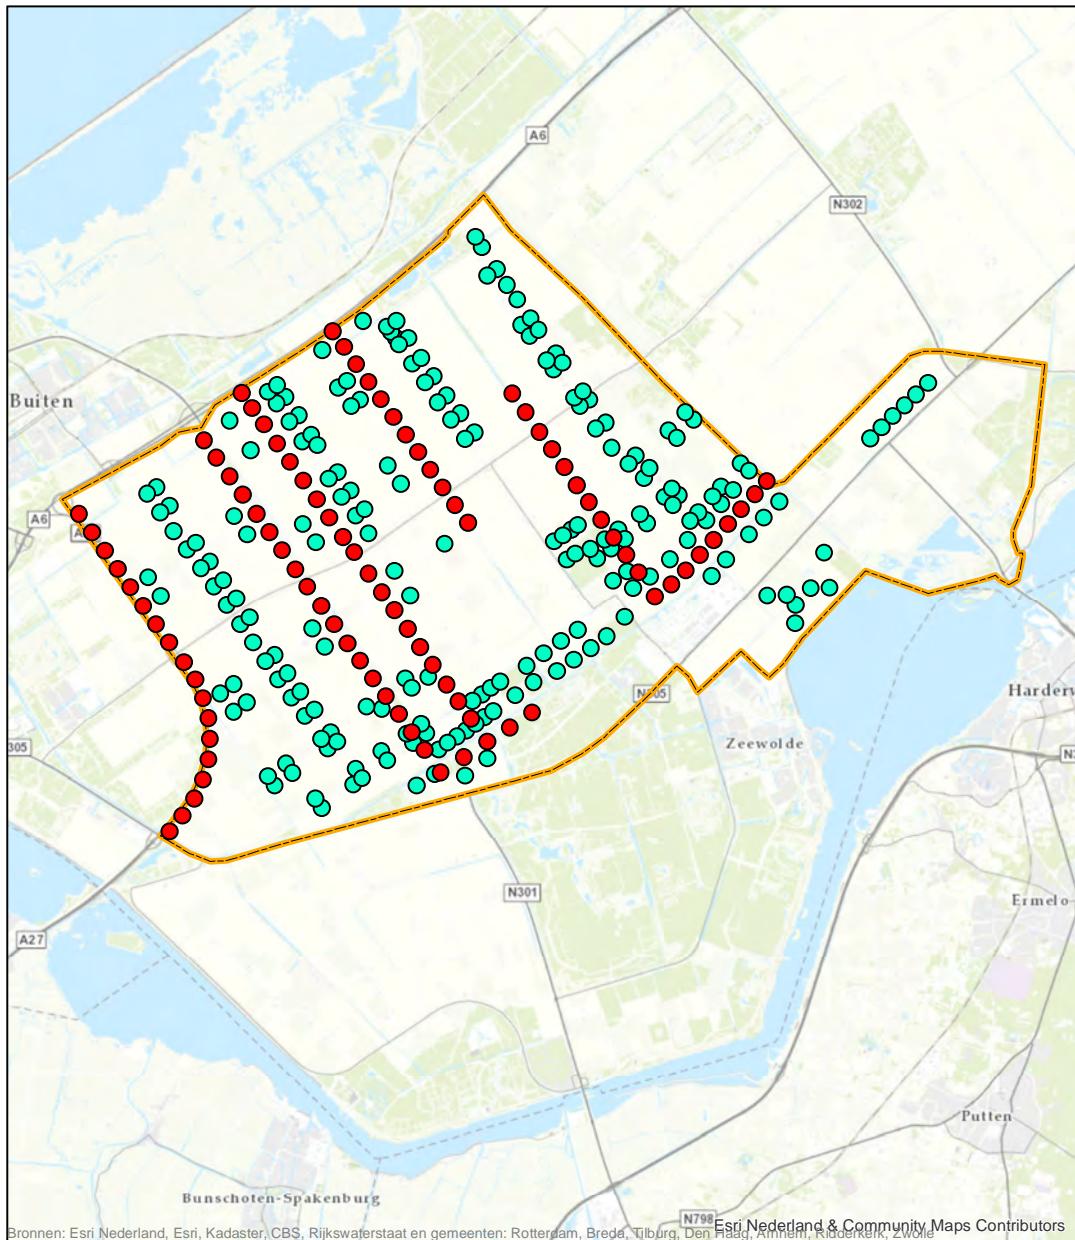 A6
N302
Buiten
A6
305
N305
Harderw
Zeewolde
N301
Ermelo
A27
Putten
Bunschoten-Spakenburg
N798
Esri Nederland & Community Maps Contributors
Bronnen: Esri Nederland, Esri, Kadaster, CBS, Rijkswaterstaat en gemeenten: Rotterdam, Breda, Tilburg, Den Haag, Arnhem, Ridderkerk, Zwolle